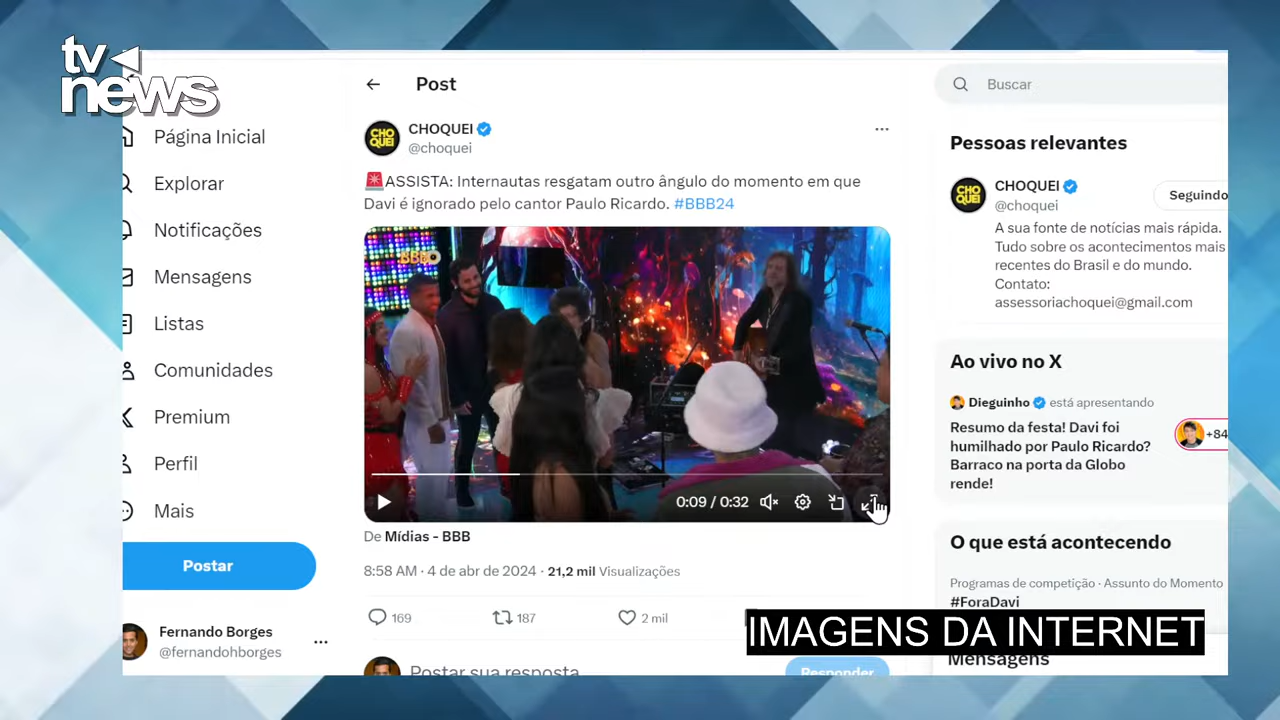 tv
news
Página Inicial
Explorar
Notificações
Mensagens
Listas
Comunidades
Premium
Perfil
Mais
Postar
Fernando Borges
@fernandohborges
Post
CHOQUEI
@choquei
🚨ASSISTA: Internautas resgatam outro ângulo do momento em que
Davi é ignorado pelo cantor Paulo Ricardo. #BBB24
0:09 / 0:32
De Mídias - BBB
8:58 AM · 4 de abr de 2024 · 21,2 mil Visualizações
169
187
2 mil
Postar sua resposta
Responder
Buscar
Pessoas relevantes
CHOQUEI
@choquei
Seguindo
A sua fonte de notícias mais rápida.
Tudo sobre os acontecimentos mais
recentes do Brasil e do mundo.
Contato:
assessoriachoquei@gmail.com
Ao vivo no X
Dieguinho está apresentando
Resumo da festa! Davi foi
humilhado por Paulo Ricardo?
Barraco na porta da Globo
rende!
+84
O que está acontecendo
Programas de competição · Assunto do Momento
#ForaDavi
IMAGENS DA INTERNET
Mensagens